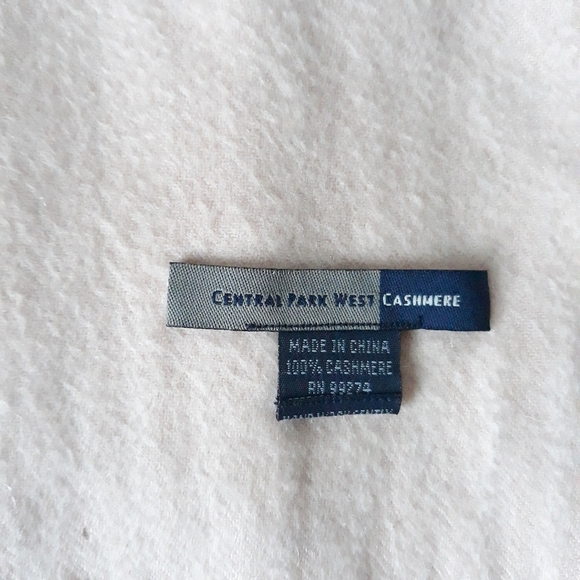 CENTRAL PARK WEST CASHMERE
MADE IN CHINA
100% CASHMERE
RN 99274